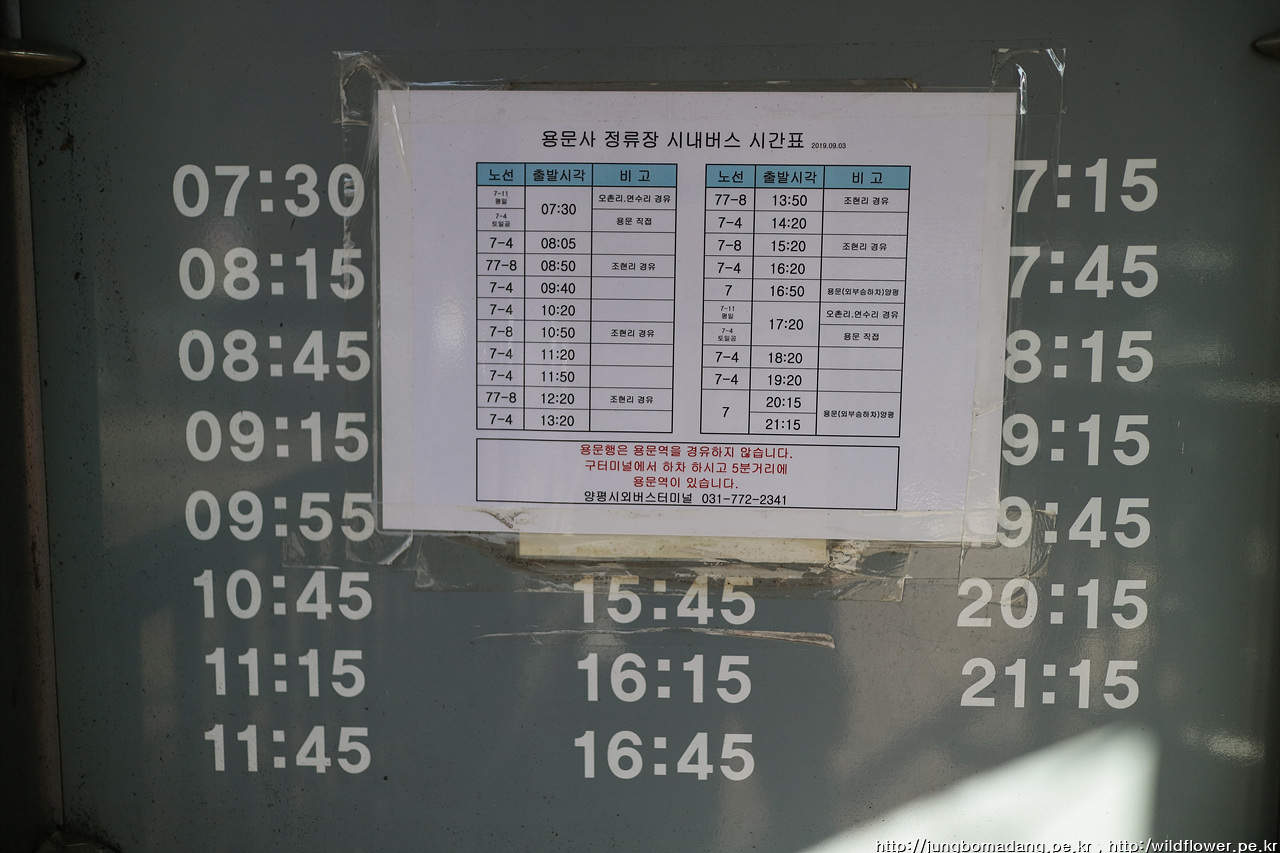 용문사 정류장 시내버스 시간표 2019.09.03
노선 출발시각 비 고
7-11 평일 07:30 오촌리.연수리 경유
7-4 토일공 용문 직접
7-4 08:05
77-8 08:50 조현리 경유
7-4 09:40
7-4 10:20
7-8 10:50 조현리 경유
7-4 11:20
7-4 11:50
77-8 12:20 조현리 경유
7-4 13:20
노선 출발시각 비 고
77-8 13:50 조현리 경유
7-4 14:20
7-8 15:20 조현리 경유
7-4 16:20
7 16:50 용문(외부승하차)양평
7-11 평일 17:20 오촌리.연수리 경유
7-4 토일공 용문 직접
7-4 18:20
7-4 19:20
7 20:15 용문(외부승하차)양평
21:15
용문행은 용문역을 경유하지 않습니다.
구터미널에서 하차 하시고 5분거리에
용문역이 있습니다.
양평시외버스터미널 031-772-2341
07:30
08:15
08:45
09:15
09:55
10:45
11:15
11:45
15:45
16:15
16:45
7:15
7:45
8:15
9:15
9:45
20:15
21:15
http://jungbomadang.pe.kr , http:/wildflower.pe.kr